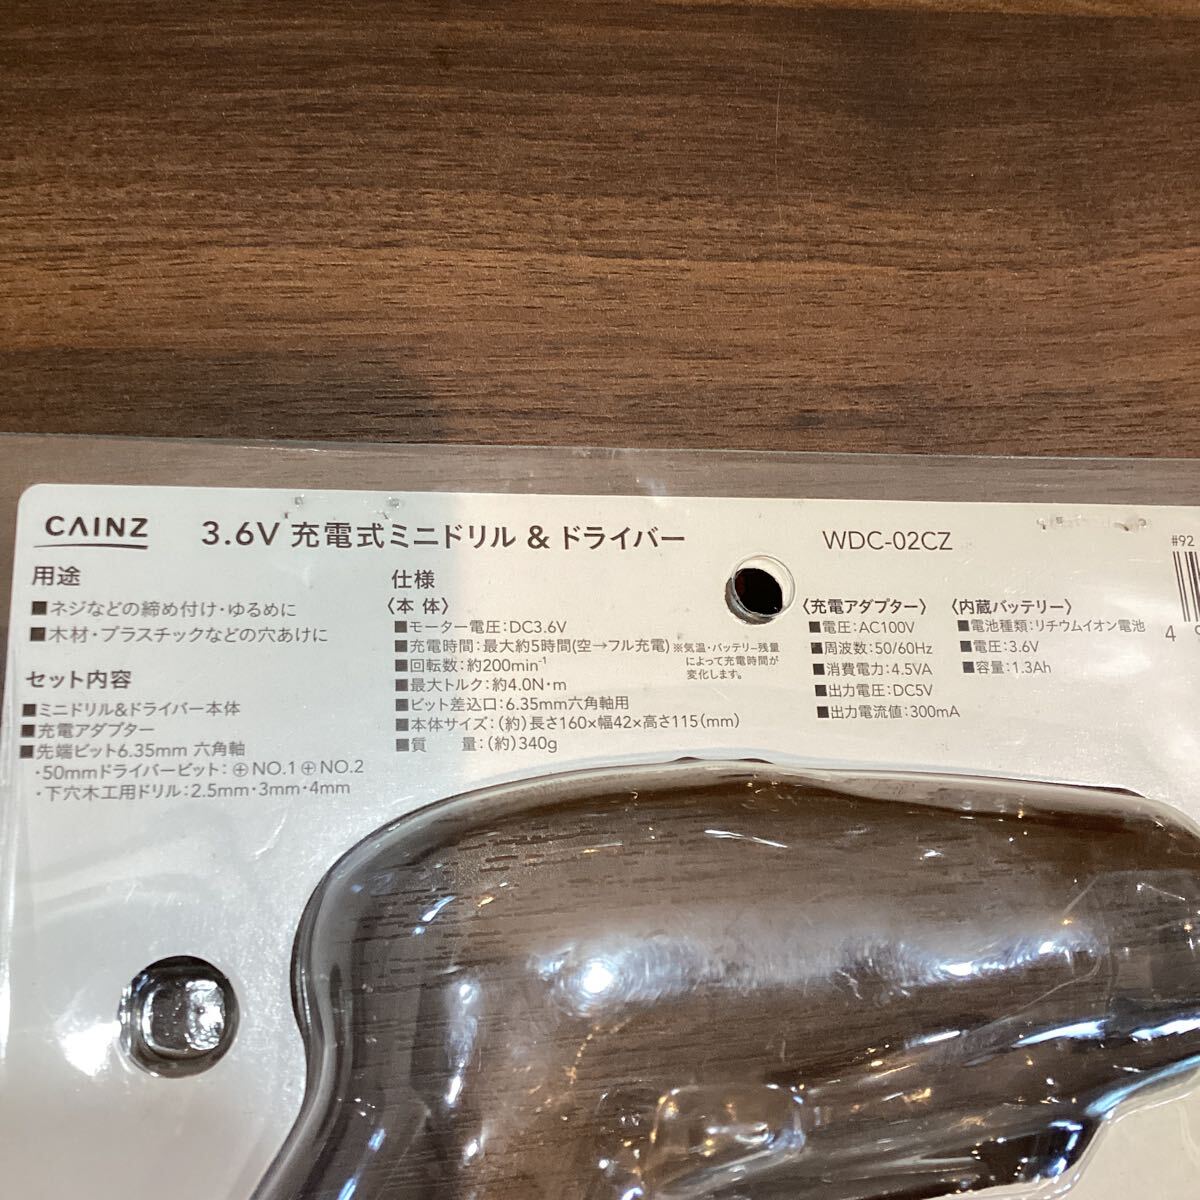 CAINZ
3.6V 充電式ミニドリル & ドライバー
WDC-02CZ
#92
用途
■ネジなどの締め付け・ゆるめに
■木材・プラスチックなどの穴あけに
セット内容
■ミニドリル&ドライバー本体
■充電アダプター
■先端ビット6.35mm 六角軸
・50mmドライバービット:⊕NO.1 ⊕NO.2
・下穴木工用ドリル:2.5mm・3mm・4mm
仕様
〈本 体〉
■モーター電圧:DC3.6V
■充電時間:最大約5時間(空→フル充電)
※気温・バッテリー残量
によって充電時間が
変化します。
■回転数:約200min⁻¹
■最大トルク:約4.0N・m
■ビット差込口:6.35mm六角軸用
■本体サイズ:(約)長さ160×幅42×高さ115(mm)
■質 量:(約)340g
〈充電アダプター〉
■電圧:AC100V
■周波数:50/60Hz
■消費電力:4.5VA
■出力電圧:DC5V
■出力電流値:300mA
〈内蔵バッテリー〉
■電池種類:リチウムイオン電池
■電圧:3.6V
■容量:1.3Ah
4